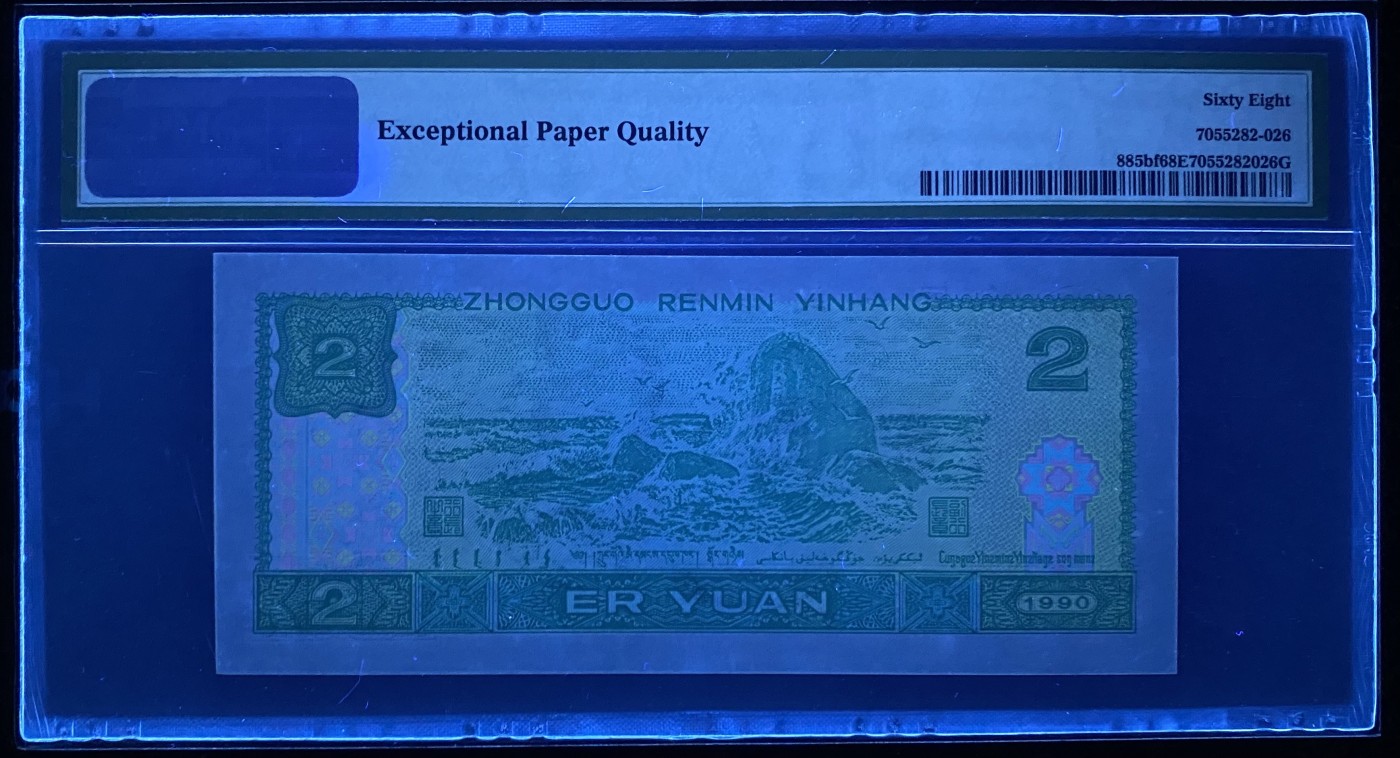 Exceptional Paper Quality
Sixty Eight
7055282-026
885bf68E7055282026G
ZHONGGUO RENMIN YINHANG
2
2
2
ER YUAN
1990